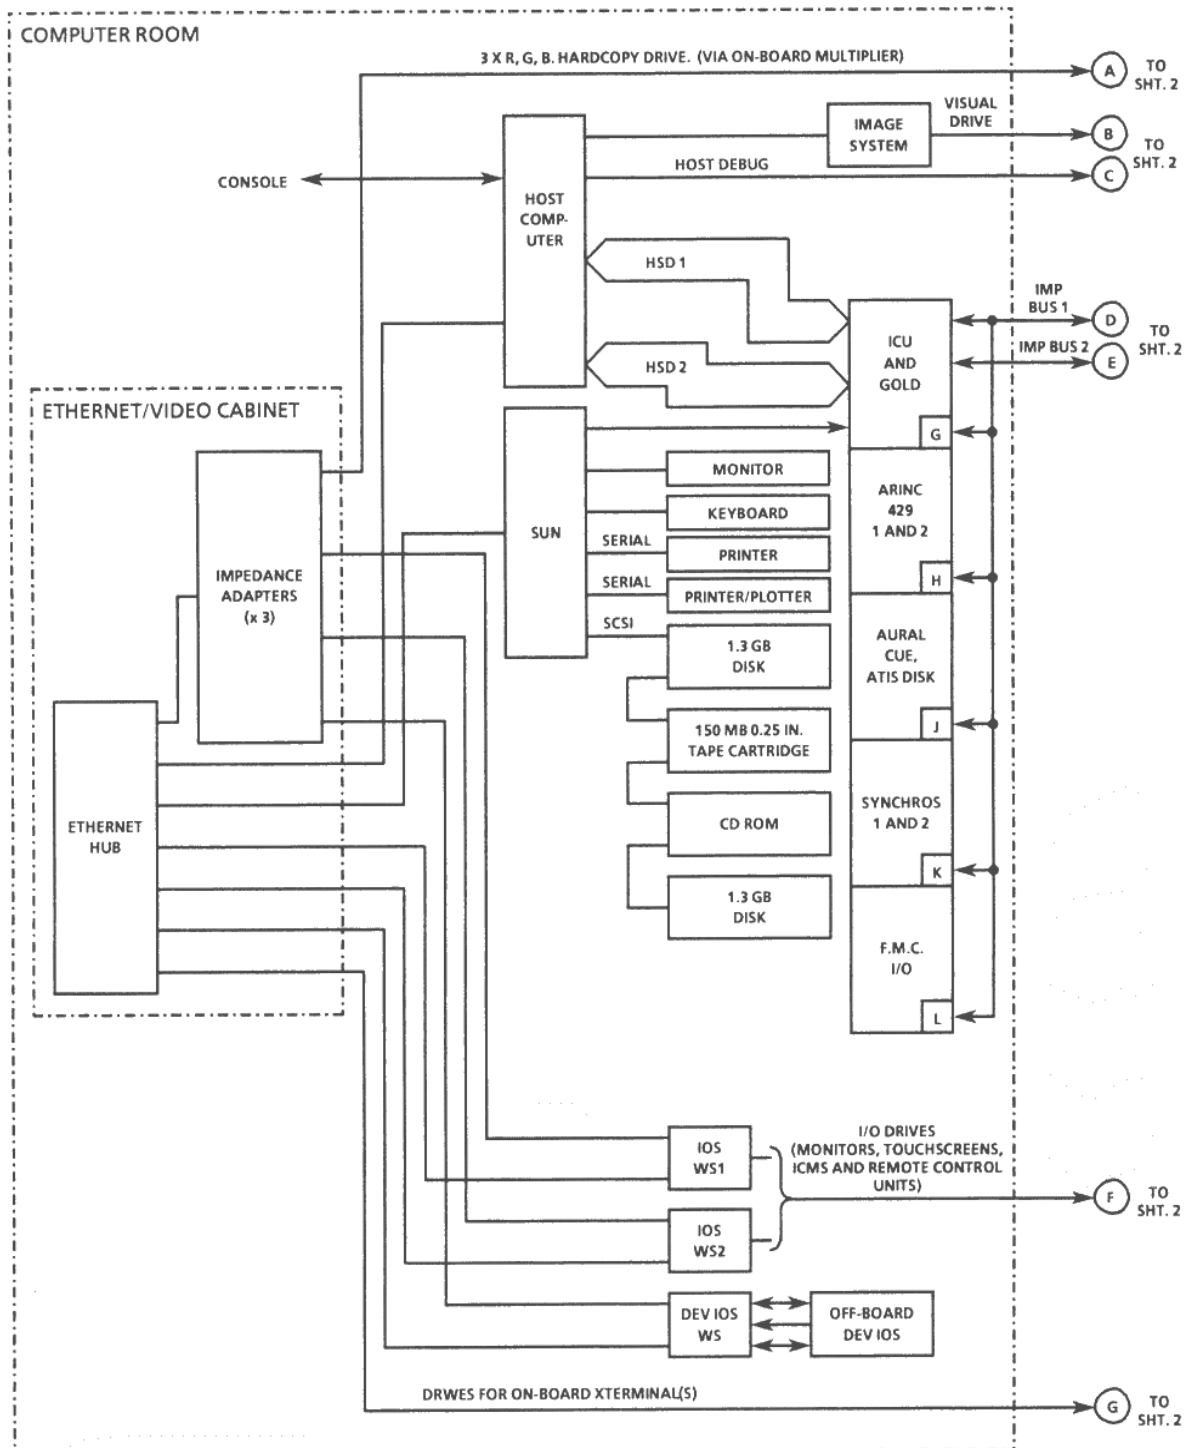 COMPUTER ROOM
3 X R, G, B. HARDCOPY DRIVE. (VIA ON-BOARD MULTIPLIER)
A
TO
SHT. 2
IMAGE
SYSTEM
VISUAL
DRIVE
B
TO
SHT. 2
HOST DEBUG
C
CONSOLE
HOST
COMP-
UTER
HSD 1
HSD 2
ICU
AND
GOLD
G
IMP
BUS 1
D
TO
SHT. 2
IMP BUS 2
E
ETHERNET/VIDEO CABINET
IMPEDANCE
ADAPTERS
(x 3)
ETHERNET
HUB
SUN
MONITOR
KEYBOARD
SERIAL
PRINTER
SERIAL
PRINTER/PLOTTER
SCSI
1.3 GB
DISK
150 MB 0.25 IN.
TAPE CARTRIDGE
CD ROM
1.3 GB
DISK
ARINC
429
1 AND 2
H
AURAL
CUE,
ATIS DISK
J
SYNCHROS
1 AND 2
K
F.M.C.
I/O
L
IOS
WS1
IOS
WS2
I/O DRIVES
(MONITORS, TOUCHSCREENS,
ICMS AND REMOTE CONTROL
UNITS)
F
TO
SHT. 2
DEV IOS
WS
OFF-BOARD
DEV IOS
DRWES FOR ON-BOARD XTERMINAL(S)
G
TO
SHT. 2